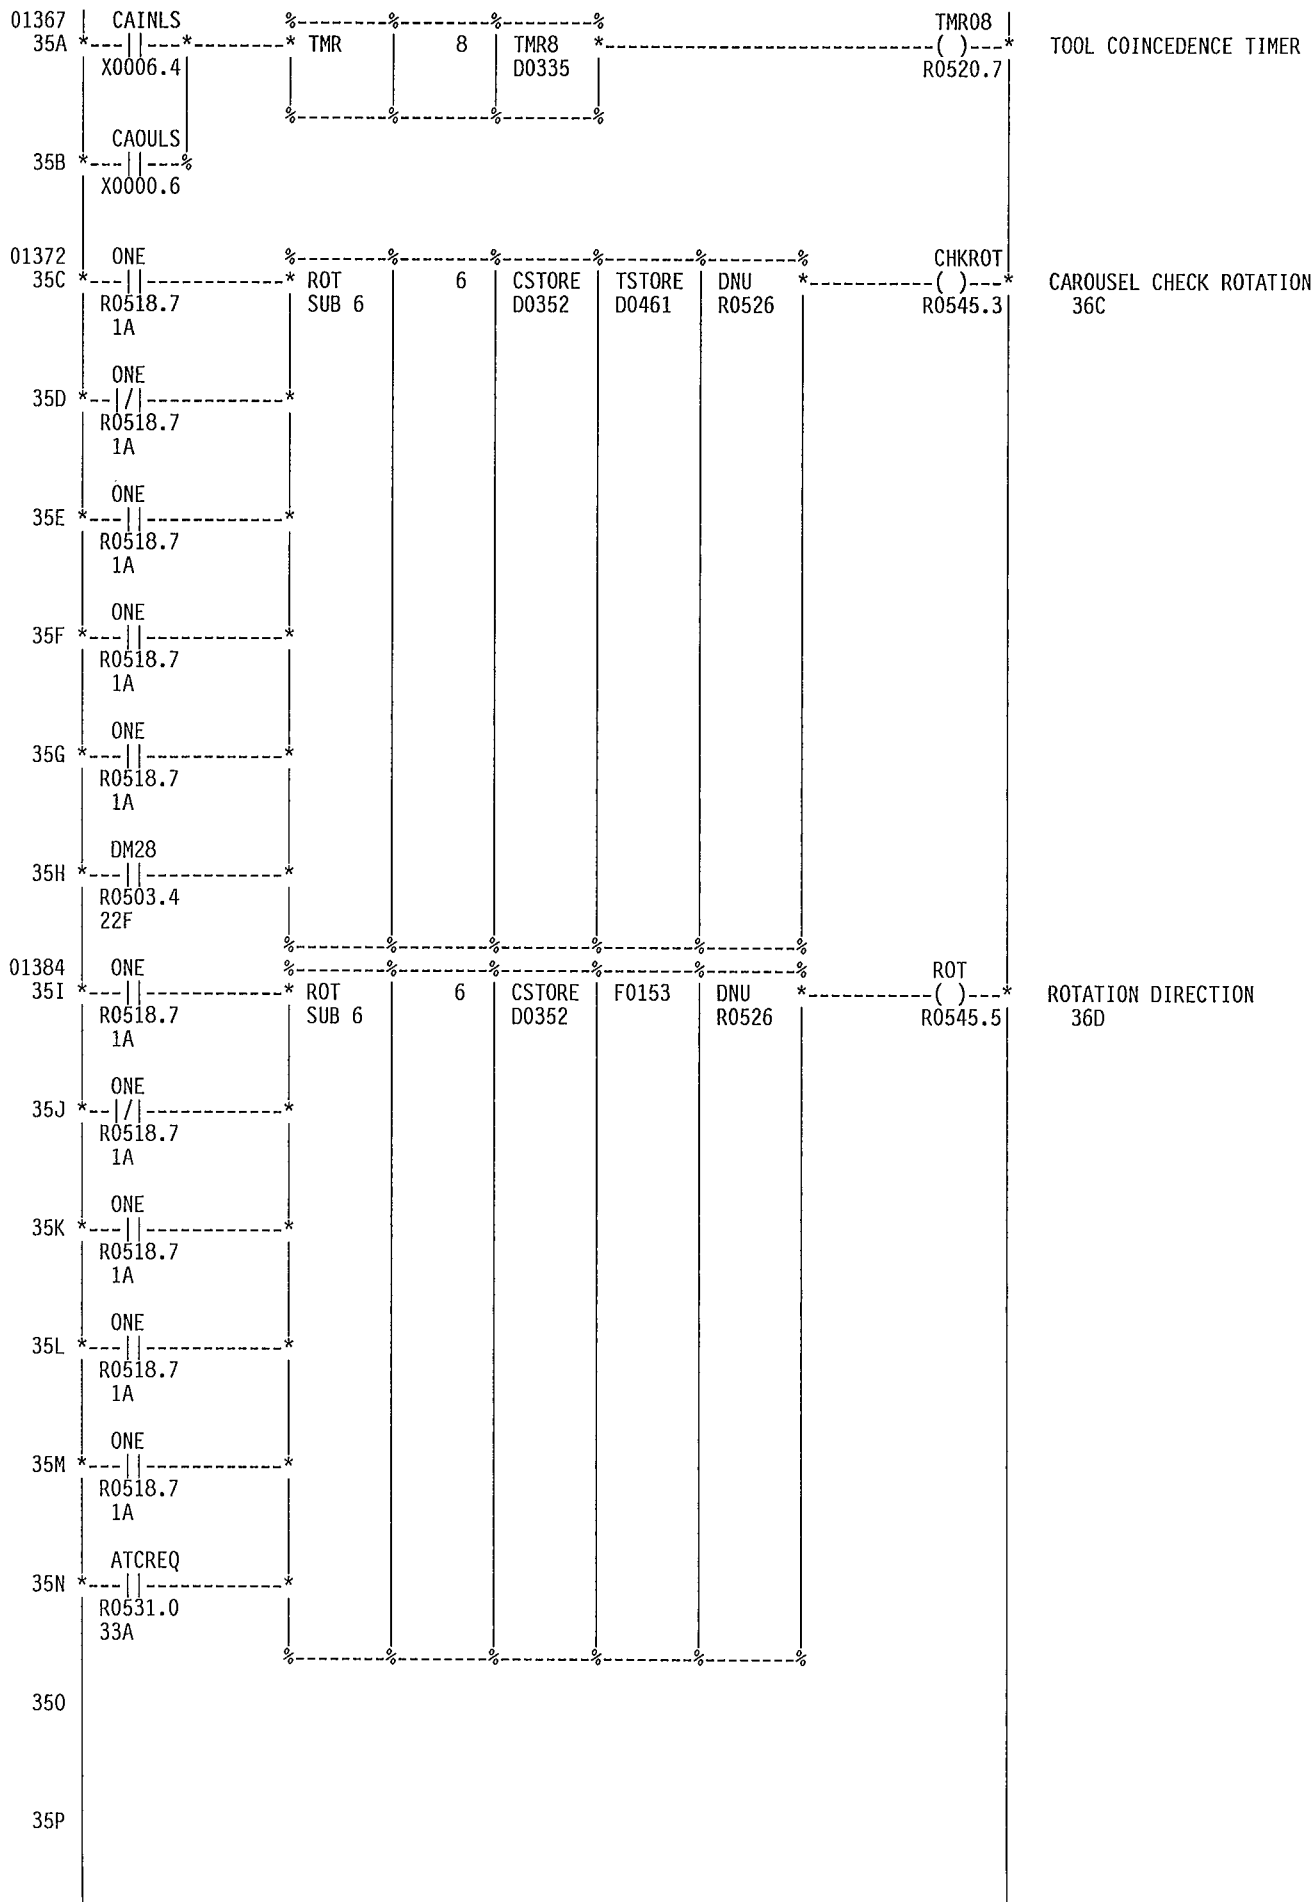 01367 | CAINLS %-------%-------%-------% TMR08 |
35A *---||---*--------* TMR | 8 | TMR8 *--------------------------( )---* TOOL COINCEDENCE TIMER
X0006.4 | D0335 R0520.7
%-------%-------%-------%
CAOULS
35B *---||---%
X0000.6
01372 ONE %-------%-------%-------%-------%-------% CHKROT
35C *---||------------* ROT | 6 | CSTORE | TSTORE | DNU *----------( )---* CAROUSEL CHECK ROTATION
R0518.7 SUB 6 D0352 D0461 R0526 R0545.3 36C
1A
ONE
35D *--|/|------------*
R0518.7
1A
ONE
35E *---||------------*
R0518.7
1A
ONE
35F *---||------------*
R0518.7
1A
ONE
35G *---||------------*
R0518.7
1A
DM28
35H *---||------------*
R0503.4
22F
%-------%-------%-------%-------%-------%
01384 ONE %-------%-------%-------%-------%-------% ROT
35I *---||------------* ROT | 6 | CSTORE | F0153 | DNU *----------( )---* ROTATION DIRECTION
R0518.7 SUB 6 D0352 R0526 R0545.5 36D
1A
ONE
35J *--|/|------------*
R0518.7
1A
ONE
35K *---||------------*
R0518.7
1A
ONE
35L *---||------------*
R0518.7
1A
ONE
35M *---||------------*
R0518.7
1A
ATCREQ
35N *---||------------*
R0531.0
33A
%-------%-------%-------%-------%-------%
35O
35P